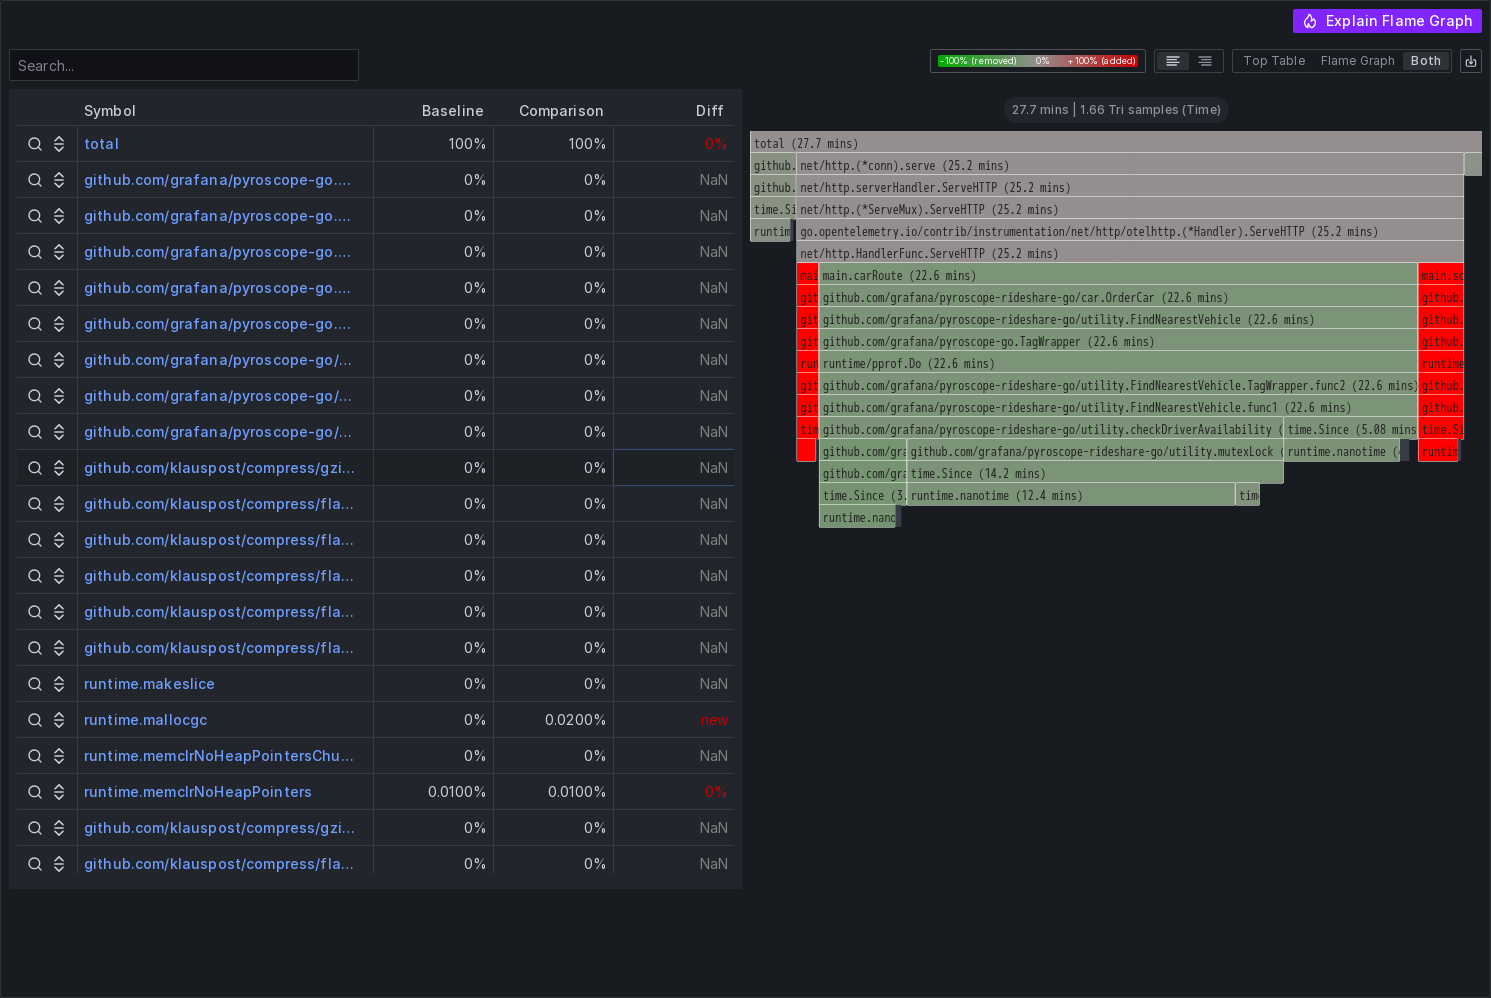 Explain Flame Graph
Search...
-100% (removed) 0% +100% (added)
Top Table Flame Graph Both
Symbol Baseline Comparison Diff
total 100% 100% 0%
github.com/grafana/pyroscope-go.... 0% 0% NaN
github.com/grafana/pyroscope-go.... 0% 0% NaN
github.com/grafana/pyroscope-go.... 0% 0% NaN
github.com/grafana/pyroscope-go.... 0% 0% NaN
github.com/grafana/pyroscope-go.... 0% 0% NaN
github.com/grafana/pyroscope-go/... 0% 0% NaN
github.com/grafana/pyroscope-go/... 0% 0% NaN
github.com/grafana/pyroscope-go/... 0% 0% NaN
github.com/klauspost/compress/gzi... 0% 0% NaN
github.com/klauspost/compress/fla... 0% 0% NaN
github.com/klauspost/compress/fla... 0% 0% NaN
github.com/klauspost/compress/fla... 0% 0% NaN
github.com/klauspost/compress/fla... 0% 0% NaN
github.com/klauspost/compress/fla... 0% 0% NaN
runtime.makeslice 0% 0% NaN
runtime.mallocgc 0% 0.0200% new
runtime.memclrNoHeapPointersChu... 0% 0% NaN
runtime.memclrNoHeapPointers 0.0100% 0.0100% 0%
github.com/klauspost/compress/gzi... 0% 0% NaN
github.com/klauspost/compress/fla... 0% 0% NaN
27.7 mins | 1.66 Tri samples (Time)
total (27.7 mins)
github. net/http.(*conn).serve (25.2 mins)
github. net/http.serverHandler.ServeHTTP (25.2 mins)
time.Si net/http.(*ServeMux).ServeHTTP (25.2 mins)
runtim go.opentelemetry.io/contrib/instrumentation/net/http/otelhttp.(*Handler).ServeHTTP (25.2 mins)
net/http.HandlerFunc.ServeHTTP (25.2 mins)
mai main.carRoute (22.6 mins) main.sc
git github.com/grafana/pyroscope-rideshare-go/car.OrderCar (22.6 mins) github.
git github.com/grafana/pyroscope-rideshare-go/utility.FindNearestVehicle (22.6 mins) github.
git github.com/grafana/pyroscope-go.TagWrapper (22.6 mins) github.
run runtime/pprof.Do (22.6 mins) runtime
git github.com/grafana/pyroscope-rideshare-go/utility.FindNearestVehicle.TagWrapper.func2 (22.6 mins) github.
git github.com/grafana/pyroscope-rideshare-go/utility.FindNearestVehicle.func1 (22.6 mins) github.
tim github.com/grafana/pyroscope-rideshare-go/utility.checkDriverAvailability ( time.Since (5.08 mins time.Si
github.com/gra github.com/grafana/pyroscope-rideshare-go/utility.mutexLock ( runtime.nanotime ( runtim
github.com/gra time.Since (14.2 mins)
time.Since (3. runtime.nanotime (12.4 mins) tim
runtime.nano